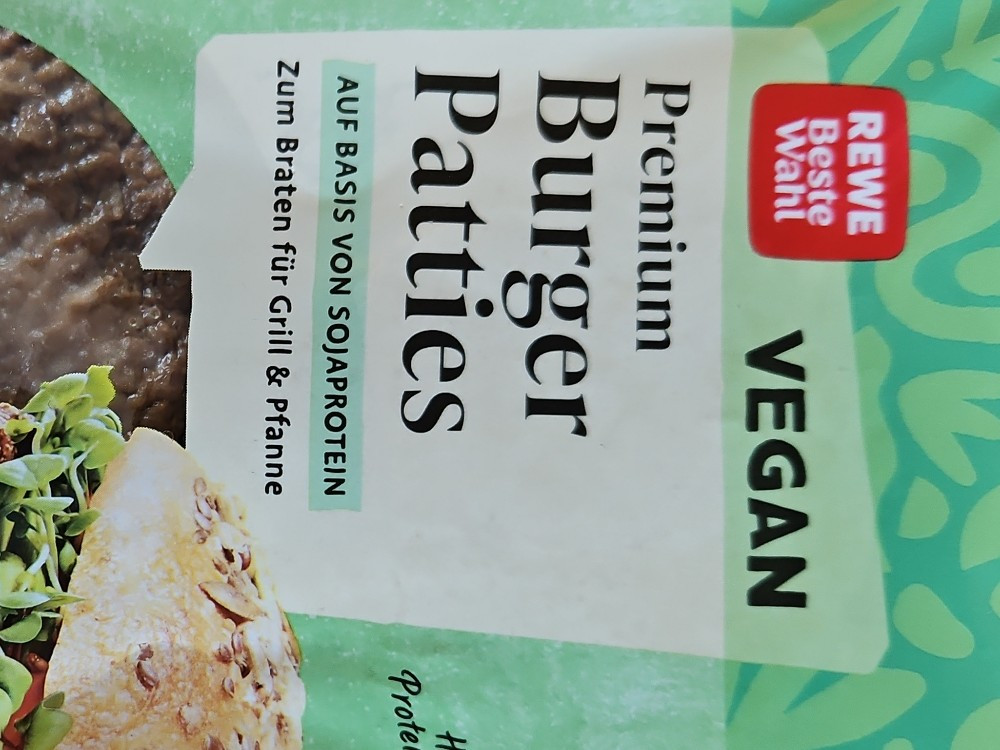 REWE
Beste
Wahl
VEGAN
Premium
Burger
Patties
AUF BASIS VON SOJAPROTEIN
Zum Braten für Grill & Pfanne